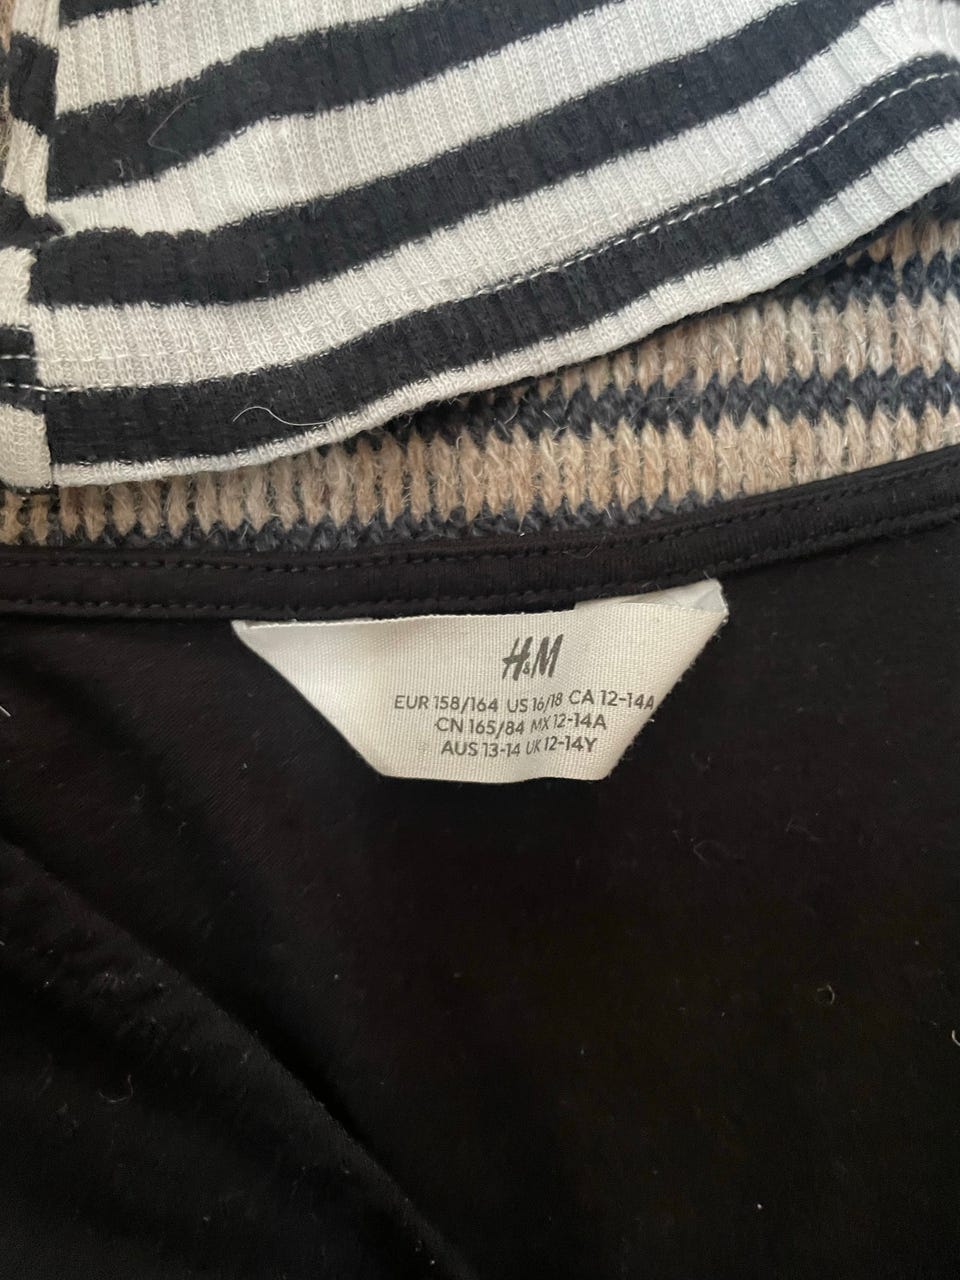 H&M
EUR 158/164 US 16/18 CA 12-14A
CN 165/84 MX 12-14A
AUS 13-14 UK 12-14Y